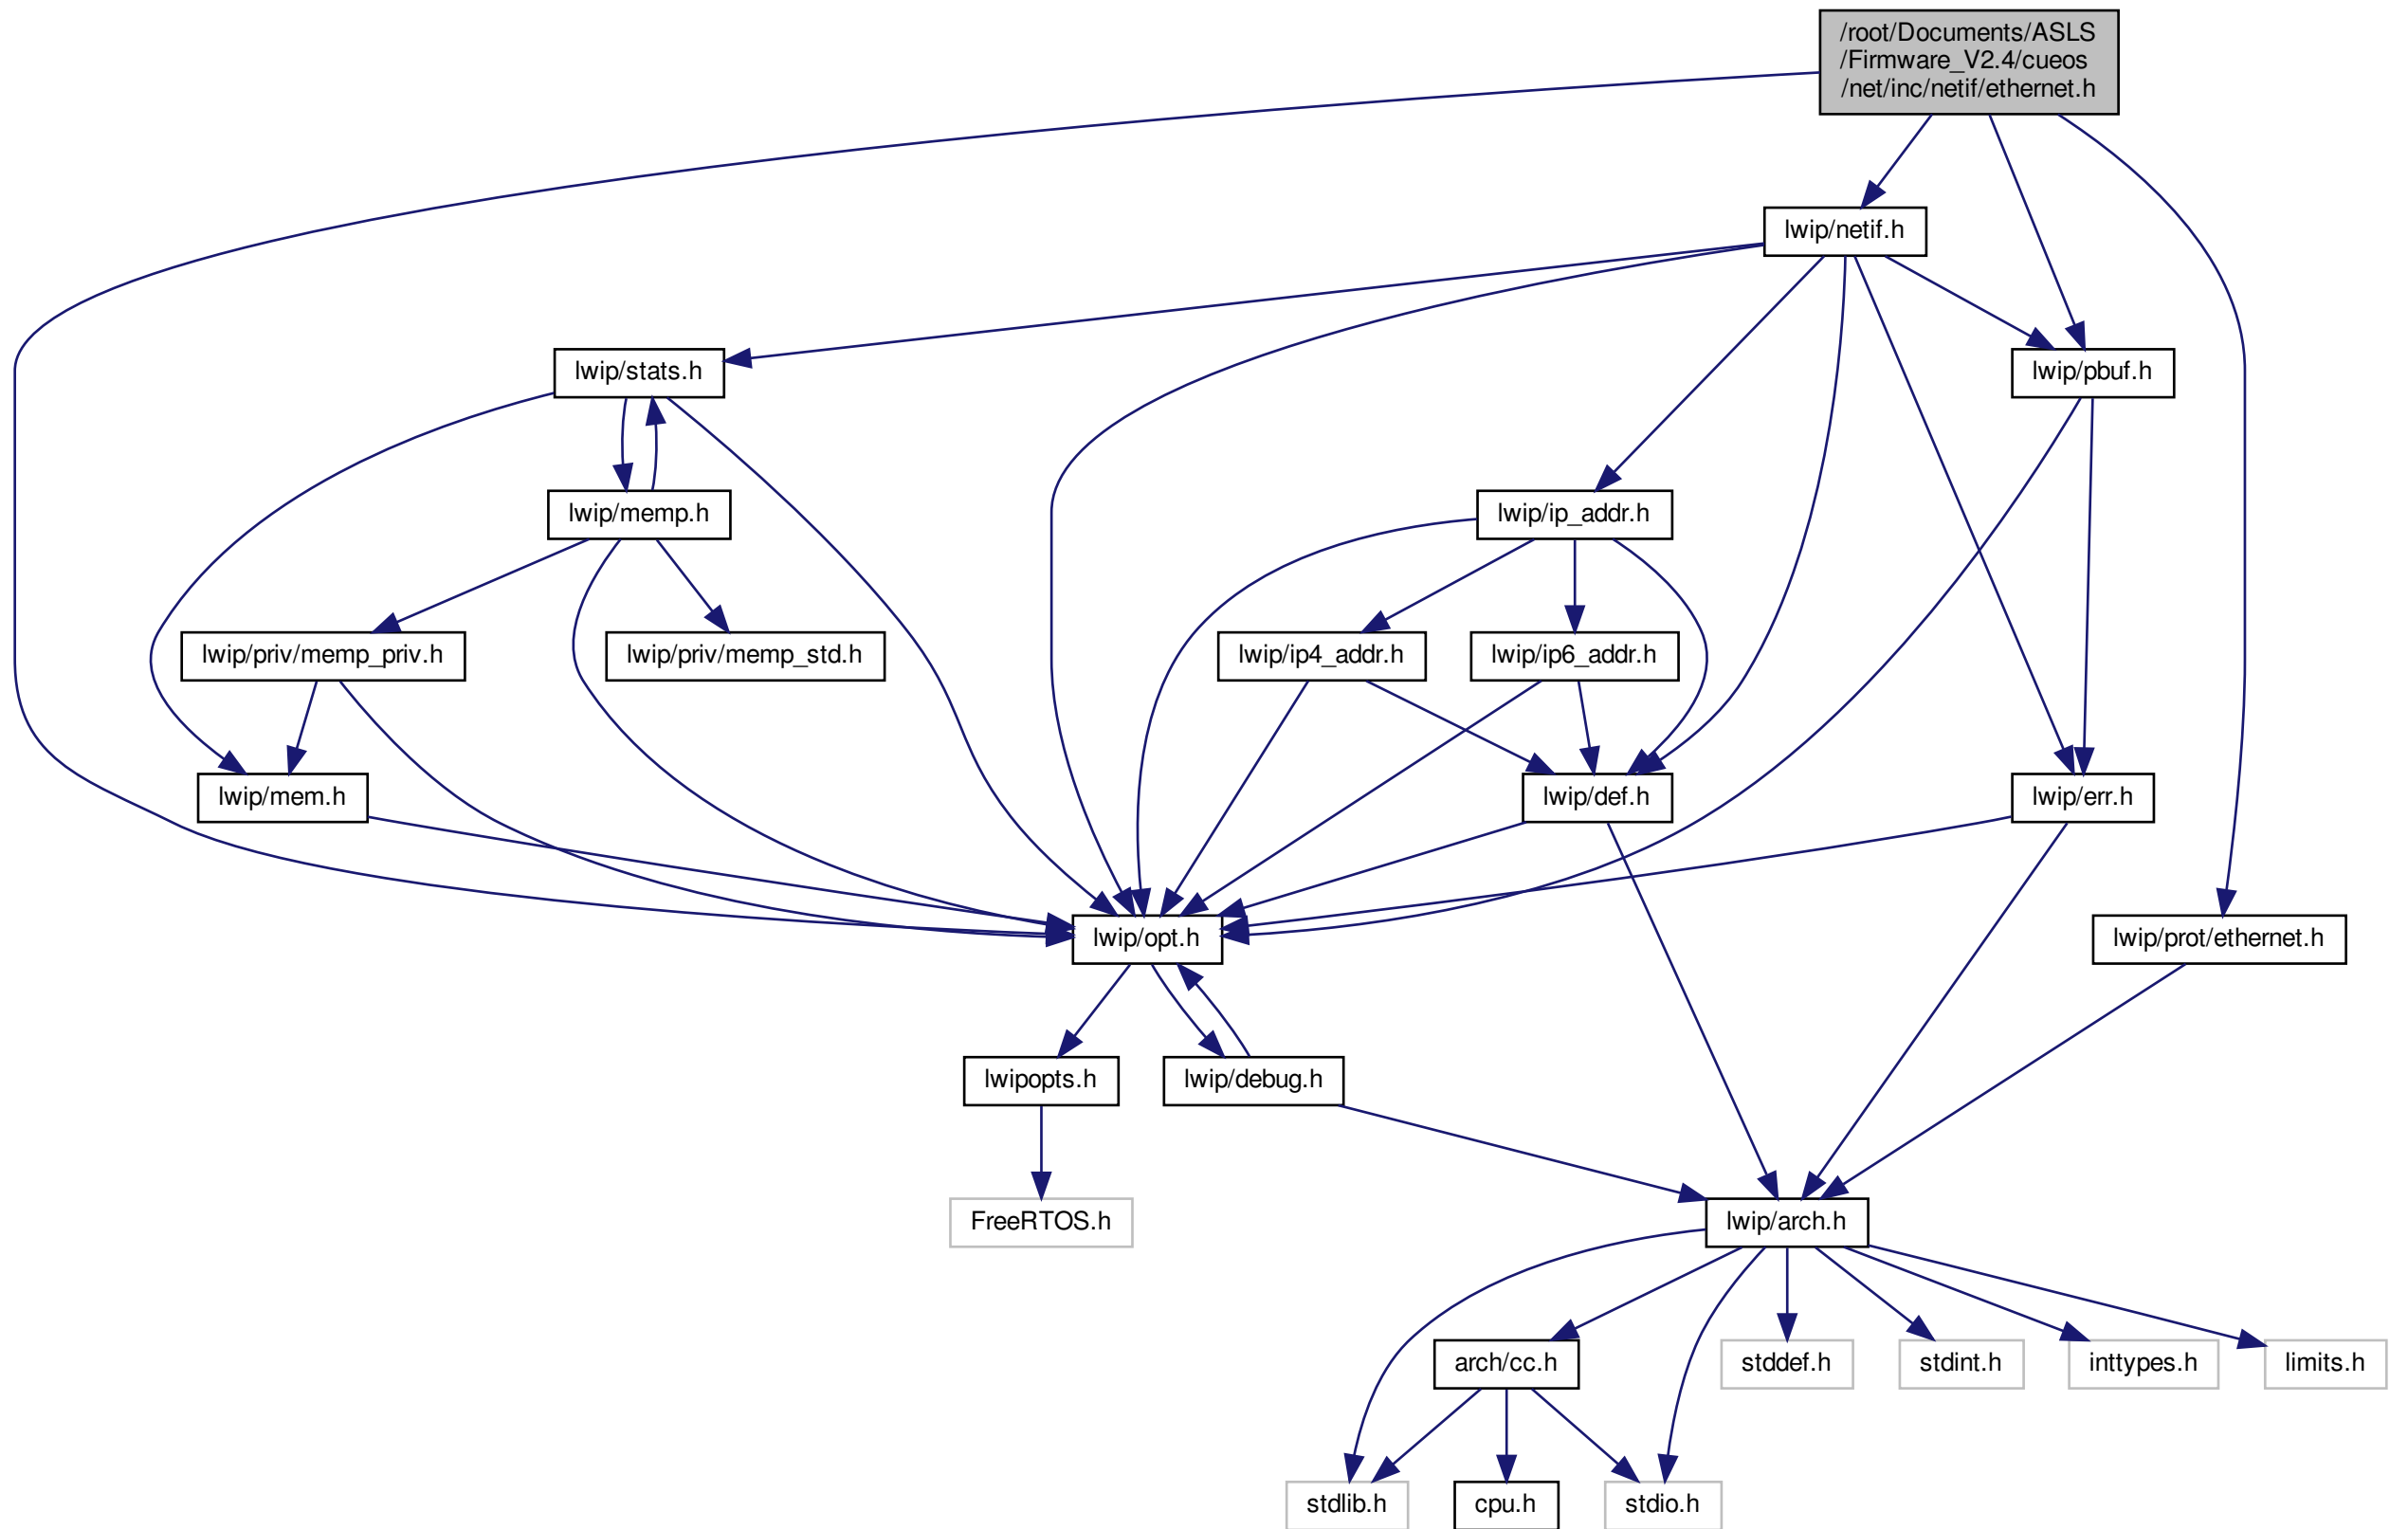 /root/Documents/ASLS
/Firmware_V2.4/cueos
/net/inc/netif/ethernet.h
lwip/netif.h
lwip/stats.h
lwip/pbuf.h
lwip/memp.h
lwip/ip_addr.h
lwip/priv/memp_priv.h
lwip/priv/memp_std.h
lwip/ip4_addr.h
lwip/ip6_addr.h
lwip/mem.h
lwip/def.h
lwip/err.h
lwip/opt.h
lwip/prot/ethernet.h
lwipopts.h
lwip/debug.h
FreeRTOS.h
lwip/arch.h
arch/cc.h
stddef.h
stdint.h
inttypes.h
limits.h
stdlib.h
cpu.h
stdio.h